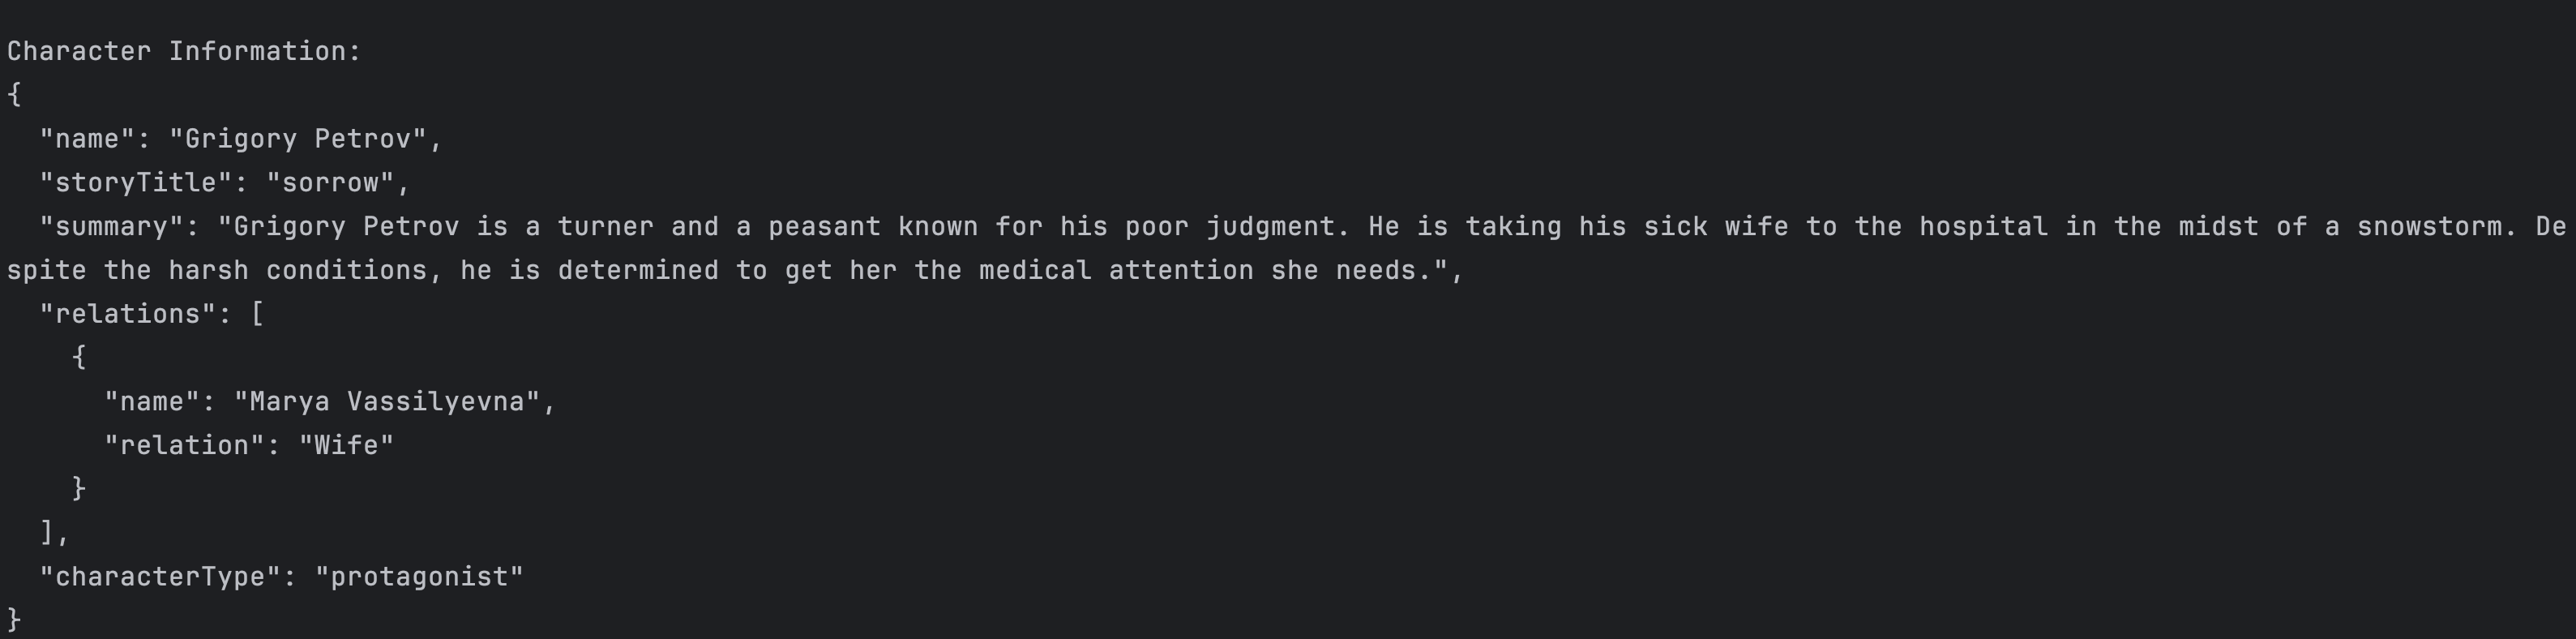 Character Information:
{
  "name": "Grigory Petrov",
  "storyTitle": "sorrow",
  "summary": "Grigory Petrov is a turner and a peasant known for his poor judgment. He is taking his sick wife to the hospital in the midst of a snowstorm. De
spite the harsh conditions, he is determined to get her the medical attention she needs.",
  "relations": [
    {
      "name": "Marya Vassilyevna",
      "relation": "Wife"
    }
  ],
  "characterType": "protagonist"
}